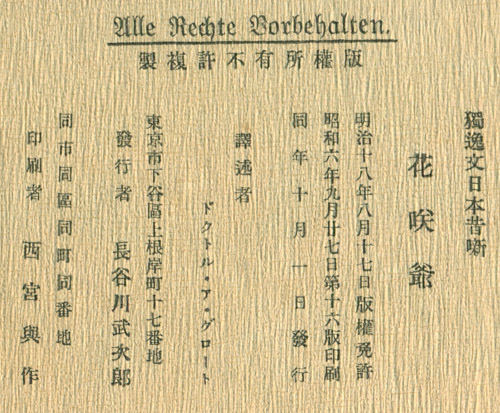 Alle Rechte Vorbehalten.
版權所有不許複製
獨逸文日本昔噺
花咲爺
明治十八年八月十七日版權免許
昭和六年九月廿七日第十六版印刷
同年十月一日發行
譯述者
ドクトル・ア・グロート
東京市下谷區上根岸町十七番地
發行者 長谷川武次郎
同市同區同町同番地
印刷者 西宮與作